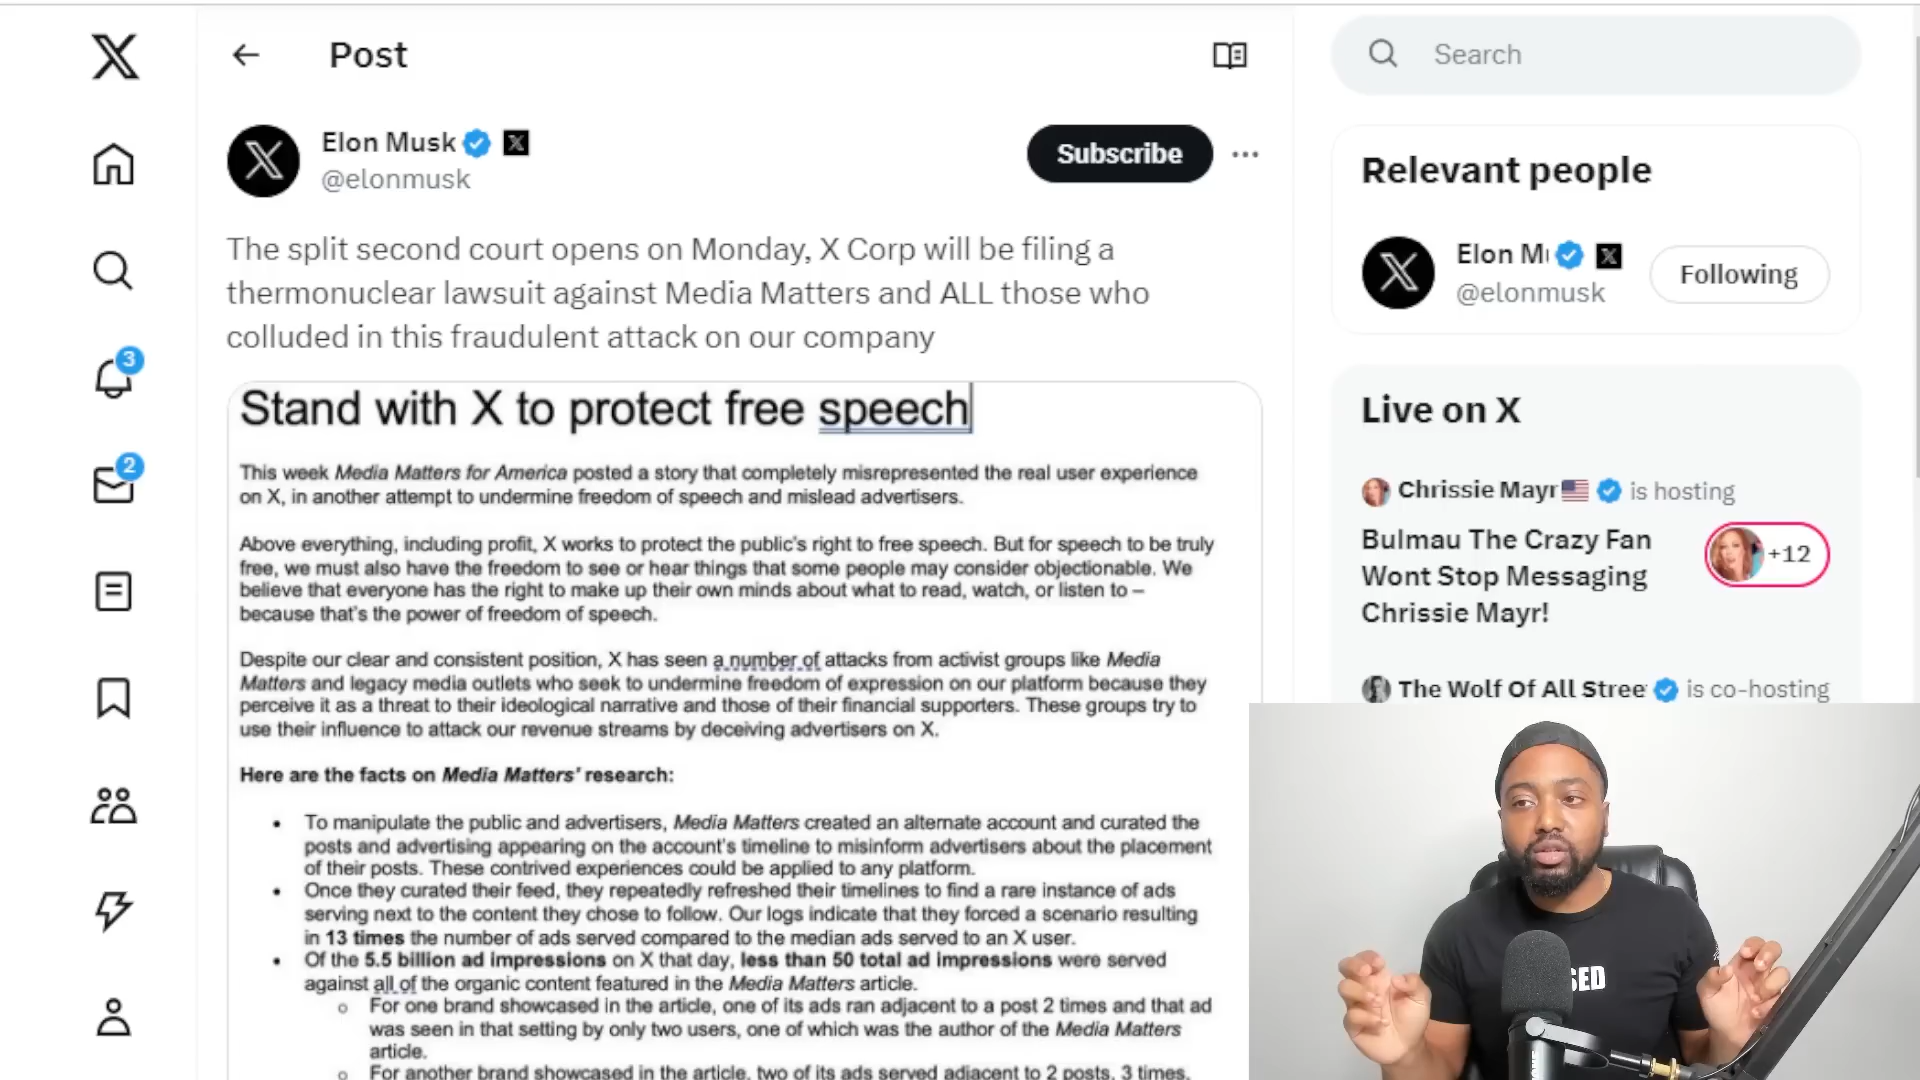 Post
Search
Elon Musk
@elonmusk
Subscribe
The split second court opens on Monday, X Corp will be filing a
thermonuclear lawsuit against Media Matters and ALL those who
colluded in this fraudulent attack on our company
Stand with X to protect free speech
This week Media Matters for America posted a story that completely misrepresented the real user experience
on X, in another attempt to undermine freedom of speech and mislead advertisers.
Above everything, including profit, X works to protect the public's right to free speech. But for speech to be truly
free, we must also have the freedom to see or hear things that some people may consider objectionable. We
believe that everyone has the right to make up their own minds about what to read, watch, or listen to –
because that's the power of freedom of speech.
Despite our clear and consistent position, X has seen a number of attacks from activist groups like Media
Matters and legacy media outlets who seek to undermine freedom of expression on our platform because they
perceive it as a threat to their ideological narrative and those of their financial supporters. These groups try to
use their influence to attack our revenue streams by deceiving advertisers on X.
Here are the facts on Media Matters' research:
• To manipulate the public and advertisers, Media Matters created an alternate account and curated the
posts and advertising appearing on the account's timeline to misinform advertisers about the placement
of their posts. These contrived experiences could be applied to any platform.
• Once they curated their feed, they repeatedly refreshed their timelines to find a rare instance of ads
serving next to the content they chose to follow. Our logs indicate that they forced a scenario resulting
in 13 times the number of ads served compared to the median ads served to an X user.
• Of the 5.5 billion ad impressions on X that day, less than 50 total ad impressions were served
against all of the organic content featured in the Media Matters article.
o For one brand showcased in the article, one of its ads ran adjacent to a post 2 times and that ad
was seen in that setting by only two users, one of which was the author of the Media Matters
article.
o For another brand showcased in the article, two of its ads served adjacent to 2 posts, 3 times,
3
2
Relevant people
Elon M
@elonmusk
Following
Live on X
Chrissie Mayr is hosting
Bulmau The Crazy Fan
Wont Stop Messaging
Chrissie Mayr!
+12
The Wolf Of All Stree is co-hosting
SED